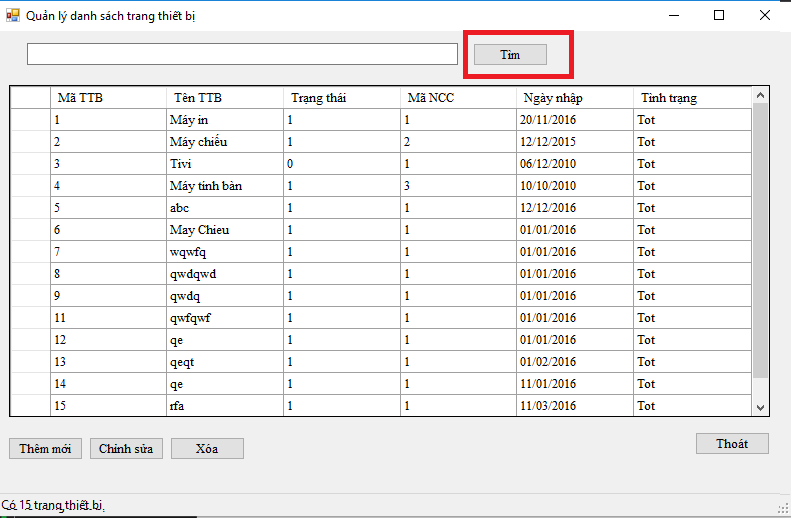 Quản lý danh sách trang thiết bị
Tìm
Mã TTB Tên TTB Trạng thái Mã NCC Ngày nhập Tình trạng
1 Máy in 1 1 20/11/2016 Tot
2 Máy chiếu 1 2 12/12/2015 Tot
3 Tivi 0 1 06/12/2010 Tot
4 Máy tính bàn 1 3 10/10/2010 Tot
5 abc 1 1 12/12/2016 Tot
6 May Chieu 1 1 01/01/2016 Tot
7 wqwfq 1 1 01/01/2016 Tot
8 qwdqwd 1 1 01/01/2016 Tot
9 qwdq 1 1 01/01/2016 Tot
11 qwfqwf 1 1 01/01/2016 Tot
12 qe 1 1 01/01/2016 Tot
13 qeqt 1 1 01/02/2016 Tot
14 qe 1 1 11/01/2016 Tot
15 rfa 1 1 11/03/2016 Tot
Thêm mới Chỉnh sửa Xóa Thoát
Có 15 trang thiết bị.